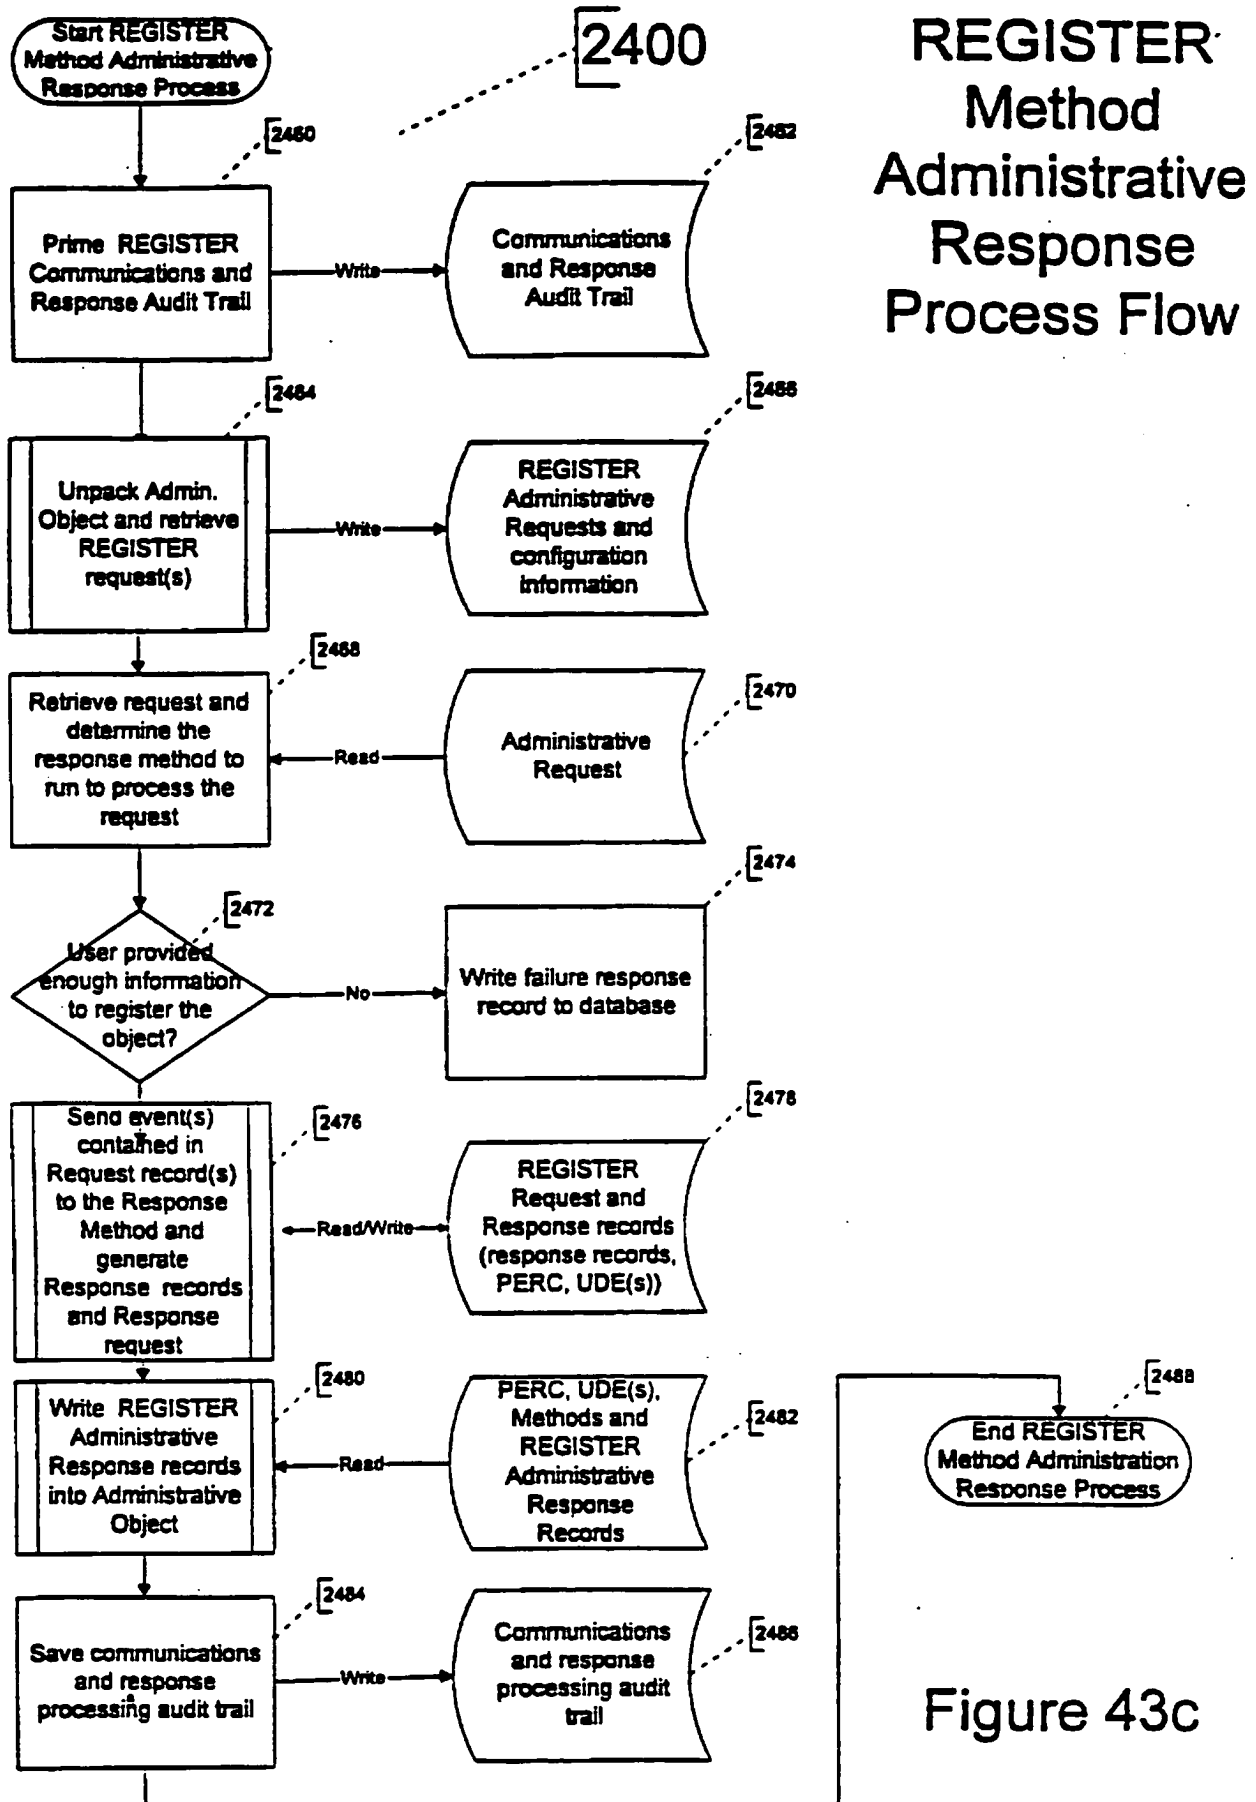 Start REGISTER
Method Administrative
Response Process
2400
REGISTER
Method
Administrative
Response
Process Flow
2460
2462
Prime REGISTER
Communications and
Response Audit Trail
Write
Communications
and Response
Audit Trail
2464
2466
Unpack Admin.
Object and retrieve
REGISTER
request(s)
Write
REGISTER
Administrative
Requests and
configuration
information
2468
2470
Retrieve request and
determine the
response method to
run to process the
request
Read
Administrative
Request
2472
2474
User provided
enough information
to register the
object?
No
Write failure response
record to database
2476
2478
Send event(s)
contained in
Request record(s)
to the Response
Method and
generate
Response records
and Response
request
Read/Write
REGISTER
Request and
Response records
(response records,
PERC, UDE(s))
2480
2482
Write REGISTER
Administrative
Response records
into Administrative
Object
Read
PERC, UDE(s),
Methods and
REGISTER
Administrative
Response
Records
2488
End REGISTER
Method Administration
Response Process
2484
2486
Save communications
and response
processing audit trail
Write
Communications
and response
processing audit
trail
Figure 43c